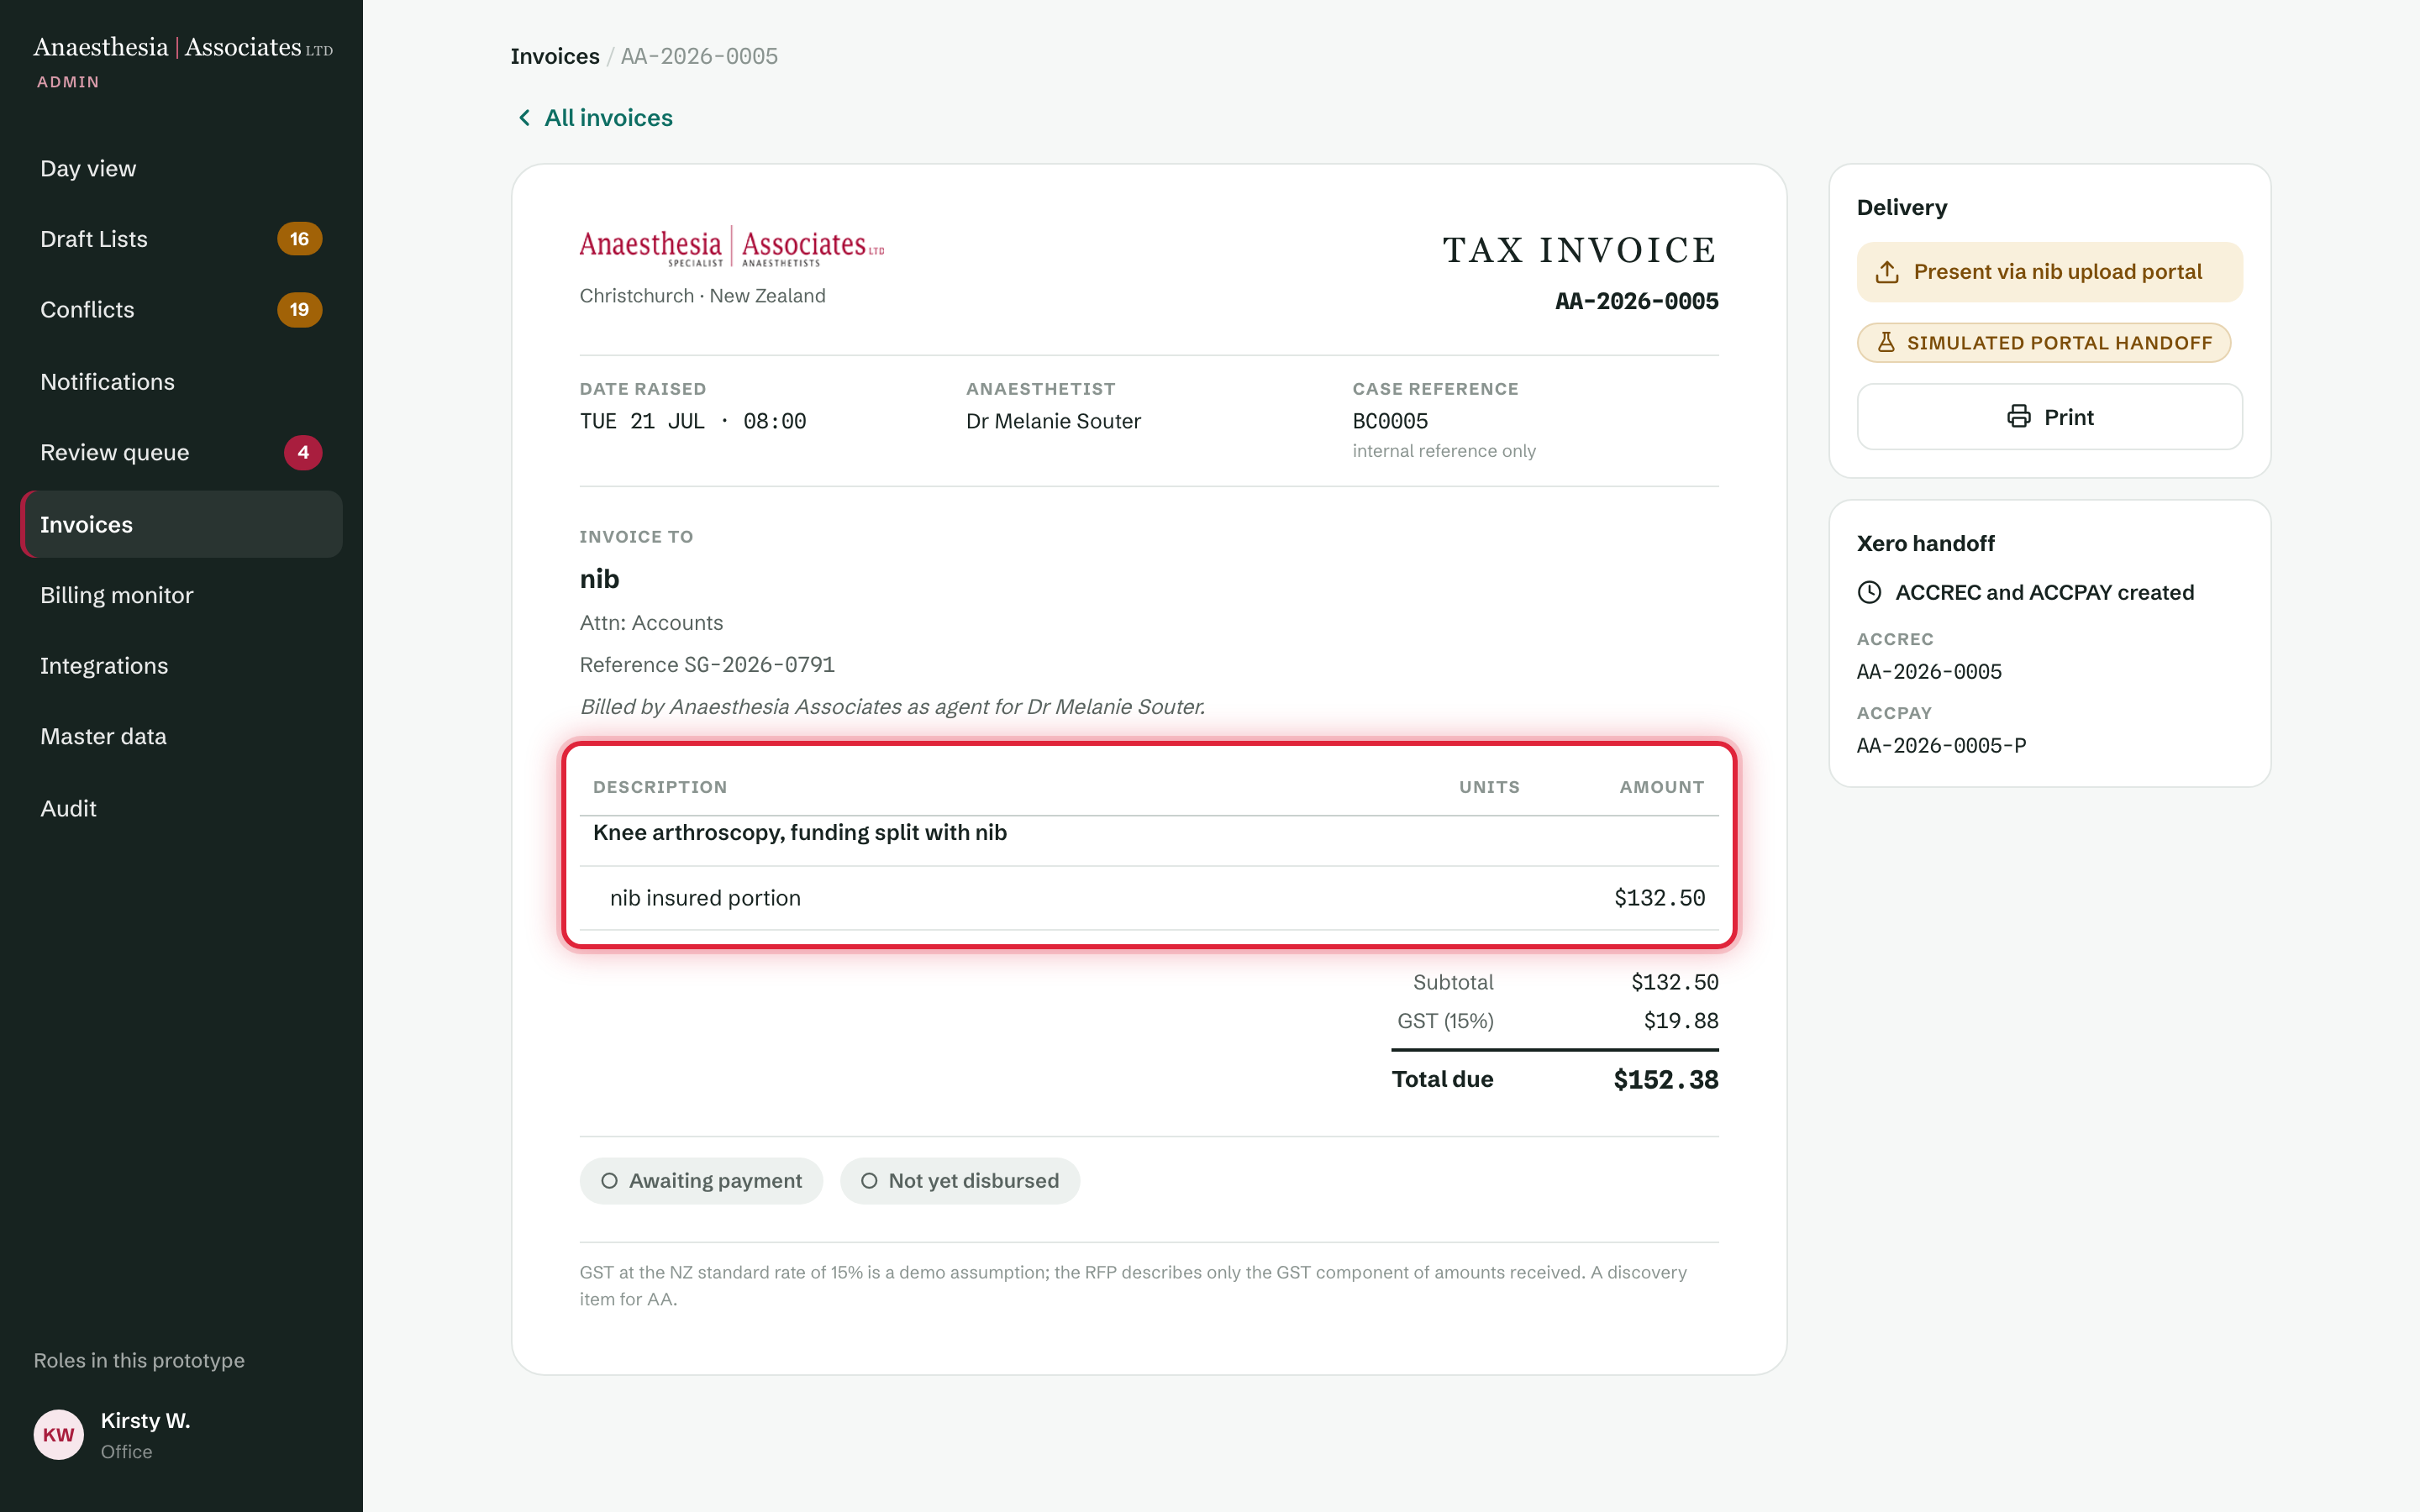 Anaesthesia | Associates LTD
ADMIN
Day view
Draft Lists 16
Conflicts 19
Notifications
Review queue 4
Invoices
Billing monitor
Integrations
Master data
Audit
Roles in this prototype
KW Kirsty W.
Office
Invoices / AA-2026-0005
All invoices
Anaesthesia | Associates LTD
SPECIALIST ANAESTHETISTS
Christchurch · New Zealand
TAX INVOICE
AA-2026-0005
DATE RAISED ANAESTHETIST CASE REFERENCE
TUE 21 JUL · 08:00 Dr Melanie Souter BC0005
internal reference only
INVOICE TO
nib
Attn: Accounts
Reference SG-2026-0791
Billed by Anaesthesia Associates as agent for Dr Melanie Souter.
DESCRIPTION UNITS AMOUNT
Knee arthroscopy, funding split with nib
nib insured portion $132.50
Subtotal $132.50
GST (15%) $19.88
Total due $152.38
Awaiting payment Not yet disbursed
GST at the NZ standard rate of 15% is a demo assumption; the RFP describes only the GST component of amounts received. A discovery
item for AA.
Delivery
Present via nib upload portal
SIMULATED PORTAL HANDOFF
Print
Xero handoff
ACCREC and ACCPAY created
ACCREC
AA-2026-0005
ACCPAY
AA-2026-0005-P